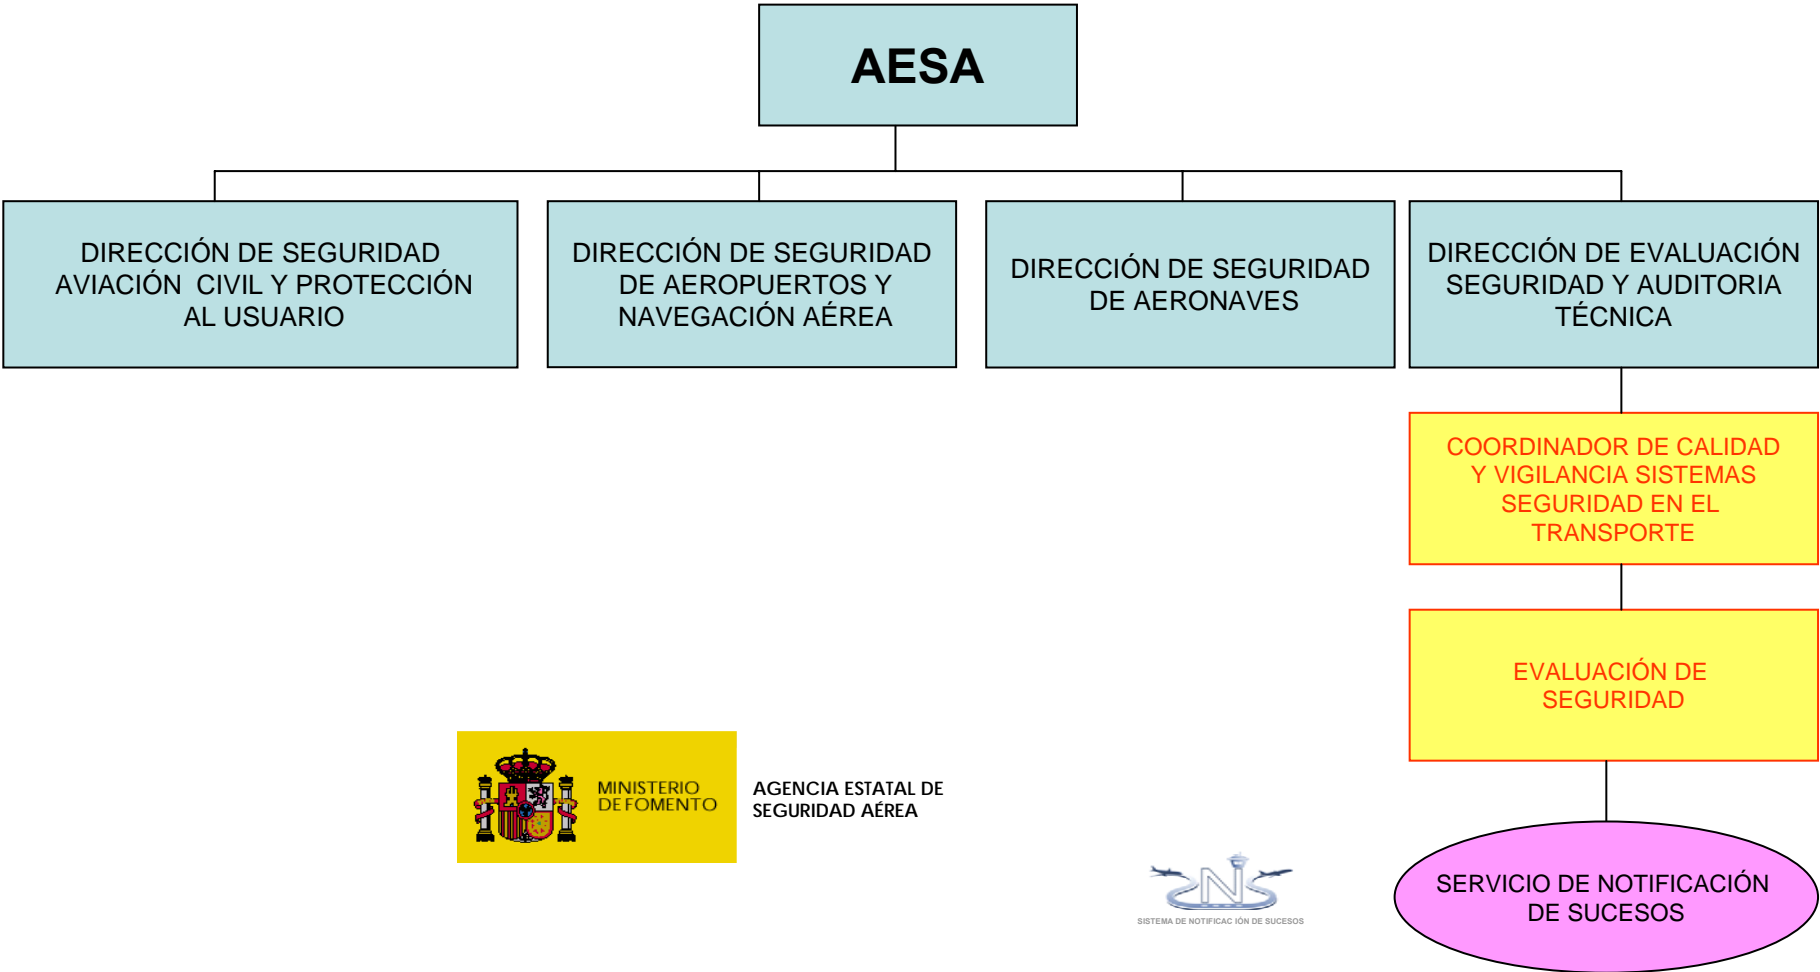 AESA
DIRECCIÓN DE SEGURIDAD
AVIACIÓN CIVIL Y PROTECCIÓN
AL USUARIO
DIRECCIÓN DE SEGURIDAD
DE AEROPUERTOS Y
NAVEGACIÓN AÉREA
DIRECCIÓN DE SEGURIDAD
DE AERONAVES
DIRECCIÓN DE EVALUACIÓN
SEGURIDAD Y AUDITORIA
TÉCNICA
COORDINADOR DE CALIDAD
Y VIGILANCIA SISTEMAS
SEGURIDAD EN EL
TRANSPORTE
EVALUACIÓN DE
SEGURIDAD
MINISTERIO
DE FOMENTO
AGENCIA ESTATAL DE
SEGURIDAD AÉREA
SNS
SISTEMA DE NOTIFICAC IÓN DE SUCESOS
SERVICIO DE NOTIFICACIÓN
DE SUCESOS